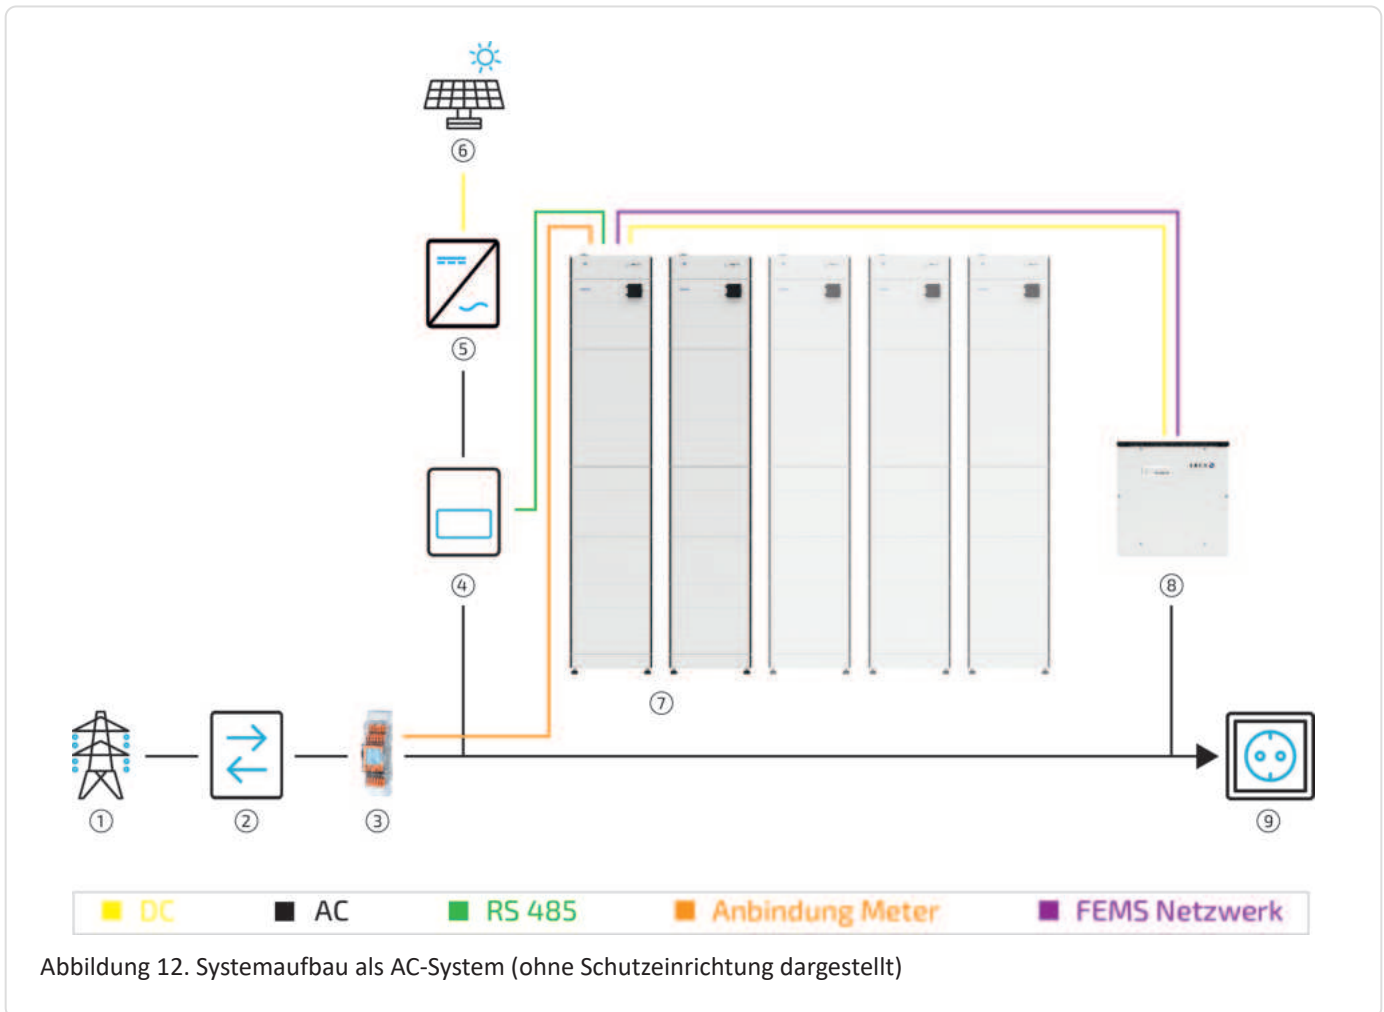 ⑥
⑤
④
⑧
⑦
①
②
③
⑨
DC
AC
RS 485
Anbindung Meter
FEMS Netzwerk
Abbildung 12. Systemaufbau als AC-System (ohne Schutzeinrichtung dargestellt)